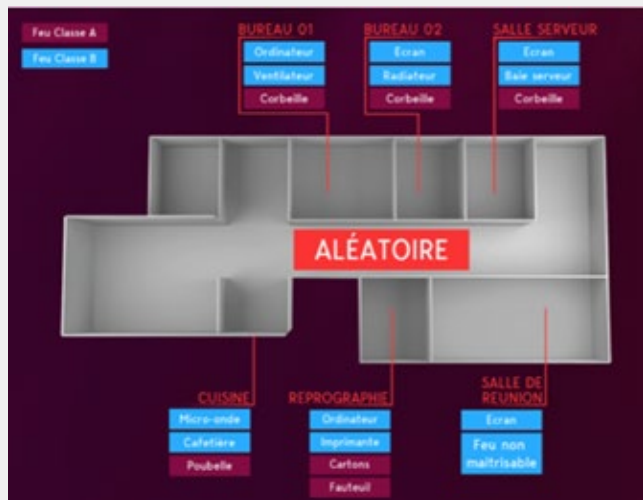 Feu Classe A
Feu Classe B
BUREAU 01
Ordinateur
Ventilateur
Corbeille
BUREAU 02
Ecran
Radiateur
Corbeille
SALLE SERVEUR
Ecran
Baie serveur
Corbeille
ALÉATOIRE
CUISINE
Micro-onde
Cafetière
Poubelle
REPROGRAPHIE
Ordinateur
Imprimante
Cartons
Fauteuil
SALLE DE
REUNION
Ecran
Feu non
maitrisable